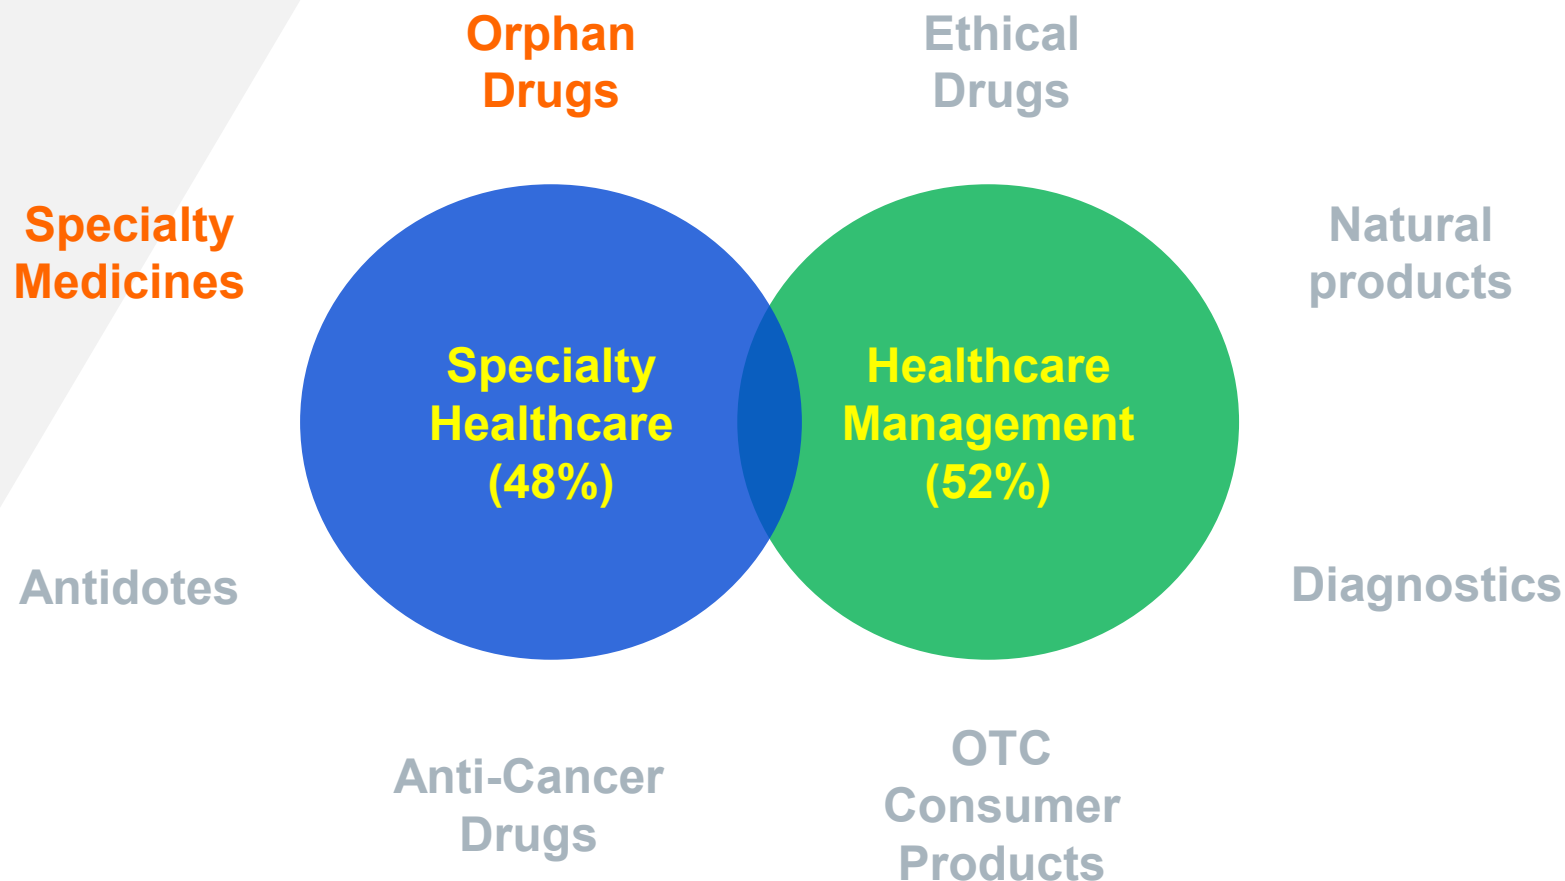 Orphan
Drugs
Ethical
Drugs
Specialty
Medicines
Natural
products
Specialty
Healthcare
(48%)
Healthcare
Management
(52%)
Antidotes
Diagnostics
Anti-Cancer
Drugs
OTC
Consumer
Products